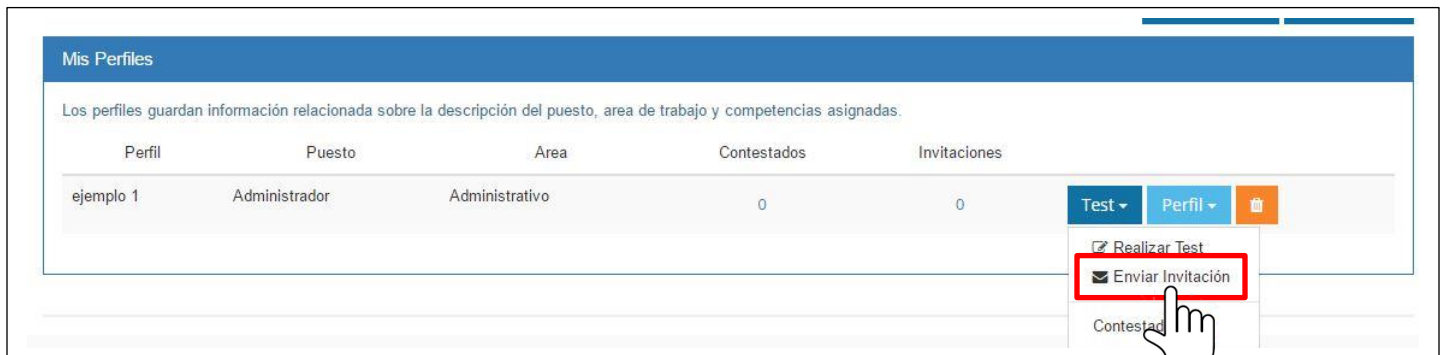 Mis Perfiles
Los perfiles guardan información relacionada sobre la descripción del puesto, area de trabajo y competencias asignadas.
Perfil Puesto Area Contestados Invitaciones
ejemplo 1 Administrador Administrativo 0 0 Test Perfil
Realizar Test
Enviar Invitación